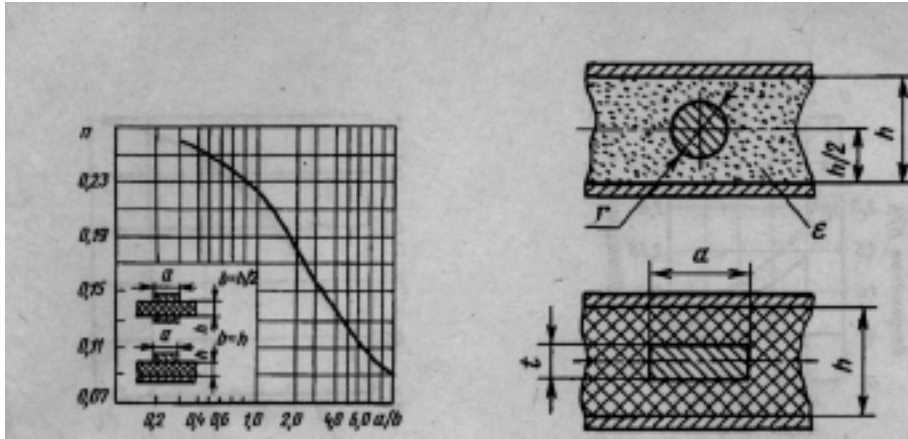 n
0,23
0,19
0,15
0,11
0,07
0,2 0,4 0,6 1,0 2,0 4,0 6,0 a/b
a
b=h/2
h
a
b=h
h
h
h/2
r
ε
a
t
h